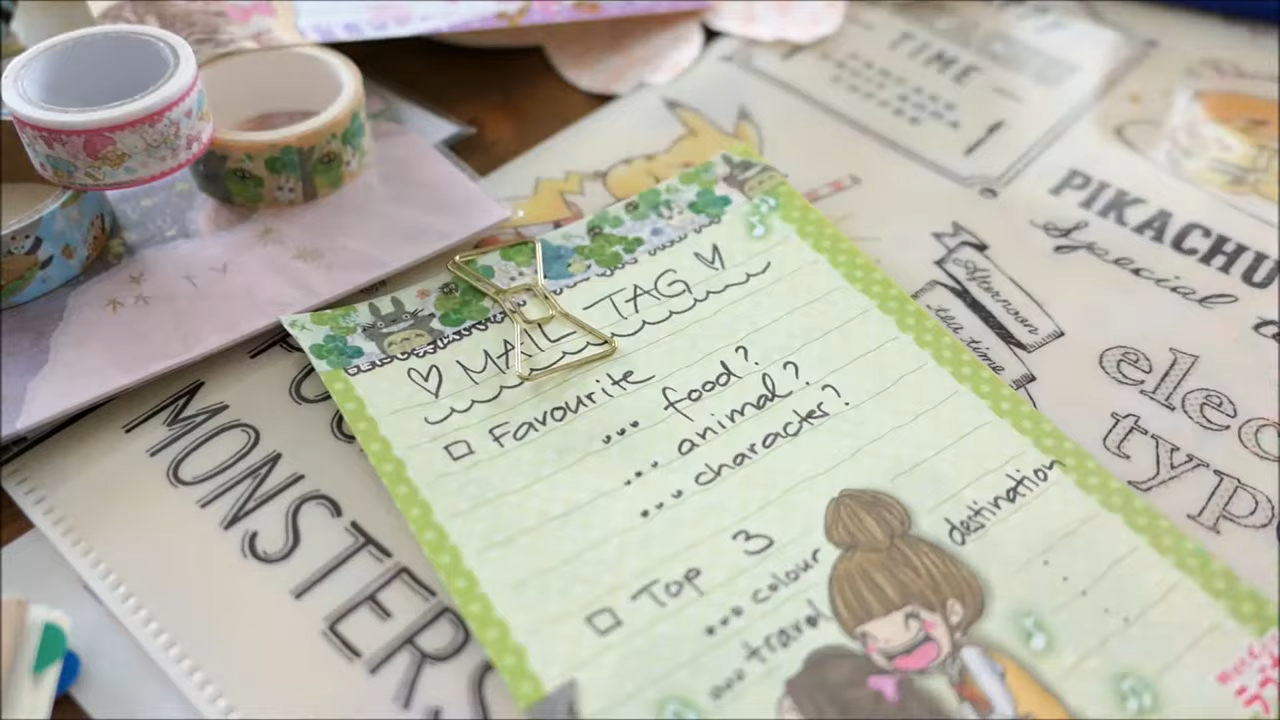 TIME
PIKACHU
Special
Afternoon
tea time
elec
typ
MONSTER
♡ MAIL TAG ♡
☐ Favourite
... food?
... animal?
... character?
☐ Top 3
... colour
... travel destination